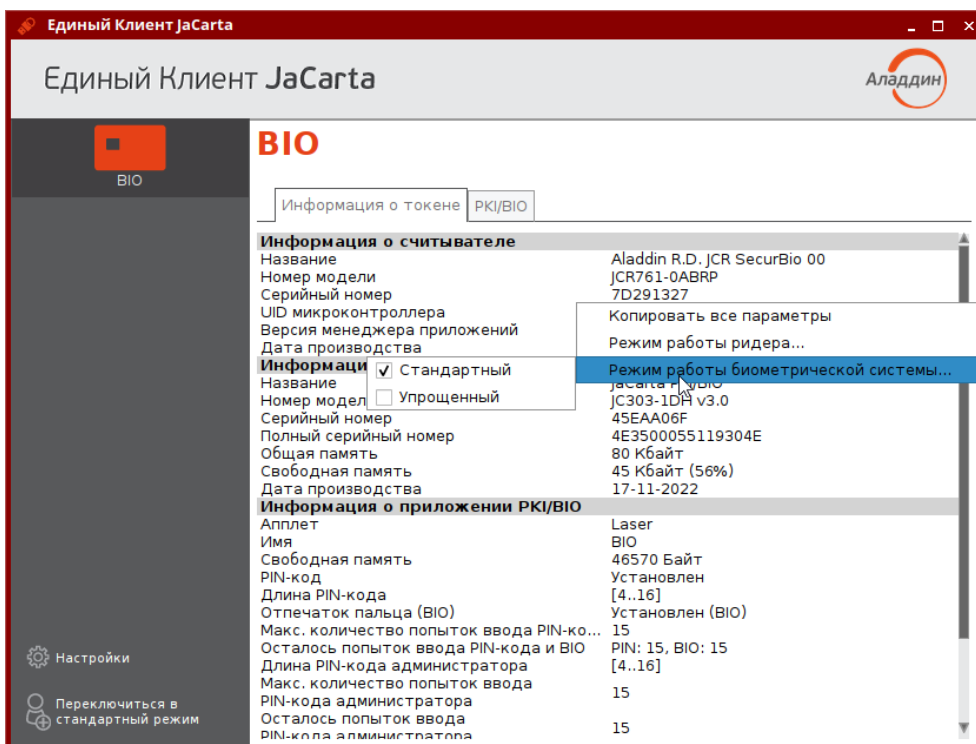 Единый Клиент JaCarta
Единый Клиент JaCarta
Аладдин
BIO
BIO
Информация о токене PKI/BIO
Информация о считывателе
Название Aladdin R.D. JCR SecurBio 00
Номер модели JCR761-0ABRP
Серийный номер 7D291327
UID микроконтроллера
Версия менеджера приложений
Дата производства
Копировать все параметры
Режим работы ридера...
Режим работы биометрической системы...
Стандартный
Упрощенный
Информаци
Название JaCarta PKI/BIO
Номер модел JC303-1DH v3.0
Серийный номер 45EAA06F
Полный серийный номер 4E3500055119304E
Общая память 80 Кбайт
Свободная память 45 Кбайт (56%)
Дата производства 17-11-2022
Информация о приложении PKI/BIO
Апплет Laser
Имя BIO
Свободная память 46570 Байт
PIN-код Установлен
Длина PIN-кода [4..16]
Отпечаток пальца (BIO) Установлен (BIO)
Макс. количество попыток ввода PIN-ко... 15
Осталось попыток ввода PIN-кода и BIO PIN: 15, BIO: 15
Длина PIN-кода администратора [4..16]
Макс. количество попыток ввода
PIN-кода администратора 15
Осталось попыток ввода
PIN-кода администратора 15
Настройки
Переключиться в
стандартный режим